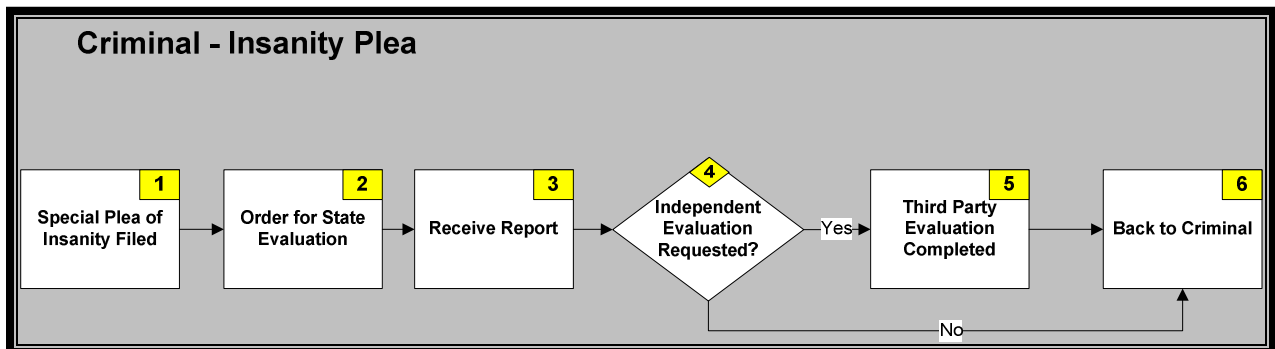 Criminal - Insanity Plea
1
Special Plea of
Insanity Filed
2
Order for State
Evaluation
3
Receive Report
4
Independent
Evaluation
Requested?
Yes
5
Third Party
Evaluation
Completed
6
Back to Criminal
No